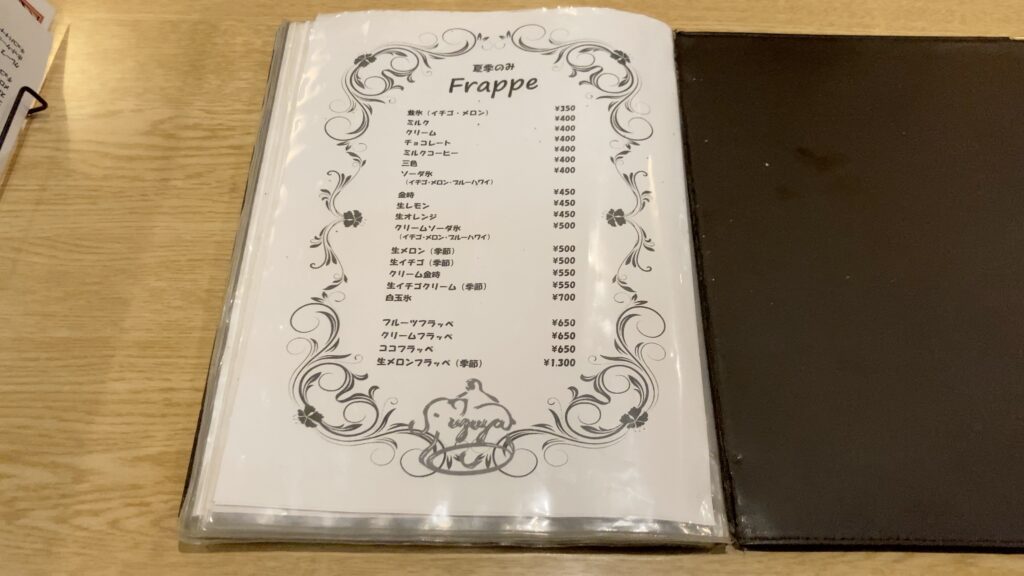 夏季のみ
Frappe
氷（イチゴ・メロン） ¥350
ミルク ¥400
クリーム ¥400
チョコレート ¥400
ミルクコーヒー ¥400
三色 ¥400
ソーダ氷 ¥400
（イチゴ・メロン・ブルーハワイ）
金時 ¥450
生レモン ¥450
生オレンジ ¥450
クリームソーダ氷 ¥500
（イチゴ・メロン・ブルーハワイ）
生メロン（季節） ¥500
生イチゴ（季節） ¥500
クリーム金時 ¥550
生イチゴクリーム（季節） ¥550
白玉氷 ¥700
フルーツフラッペ ¥650
クリームフラッペ ¥650
ココフラッペ ¥650
生メロンフラッペ（季節） ¥1,300